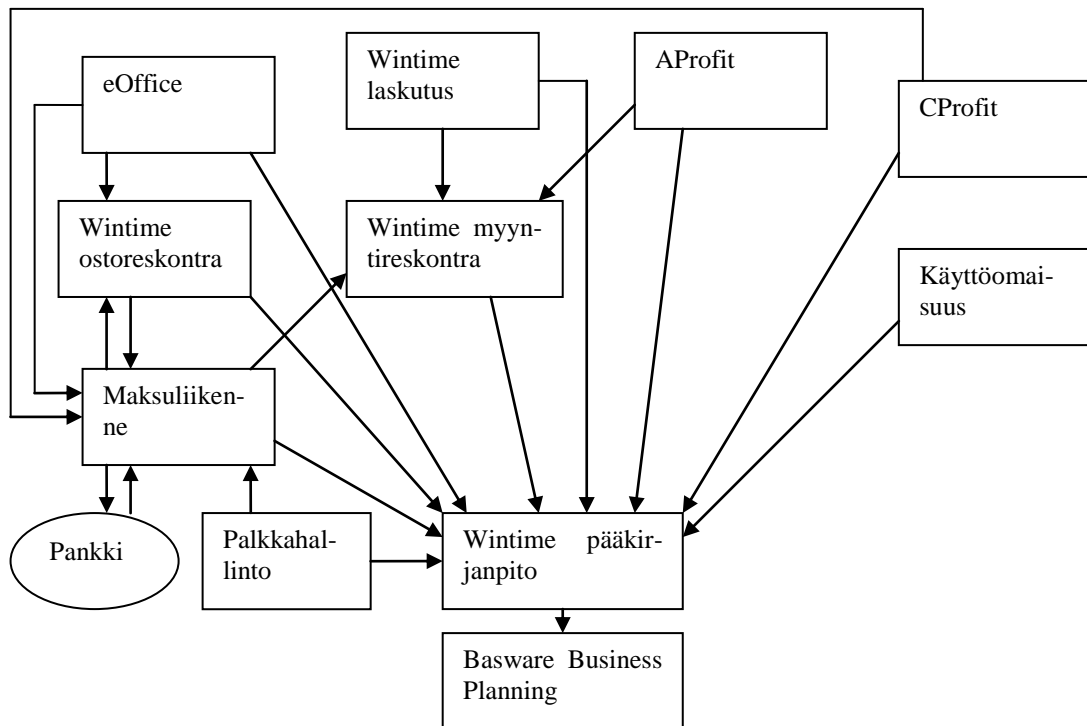 eOffice
Wintime
laskutus
AProfit
CProfit
Wintime
ostoreskontra
Wintime myyn-
tireskontra
Käyttöomai-
suus
Maksuliiken-
ne
Pankki
Palkkahal-
linto
Wintime pääkir-
janpito
Basware Business
Planning